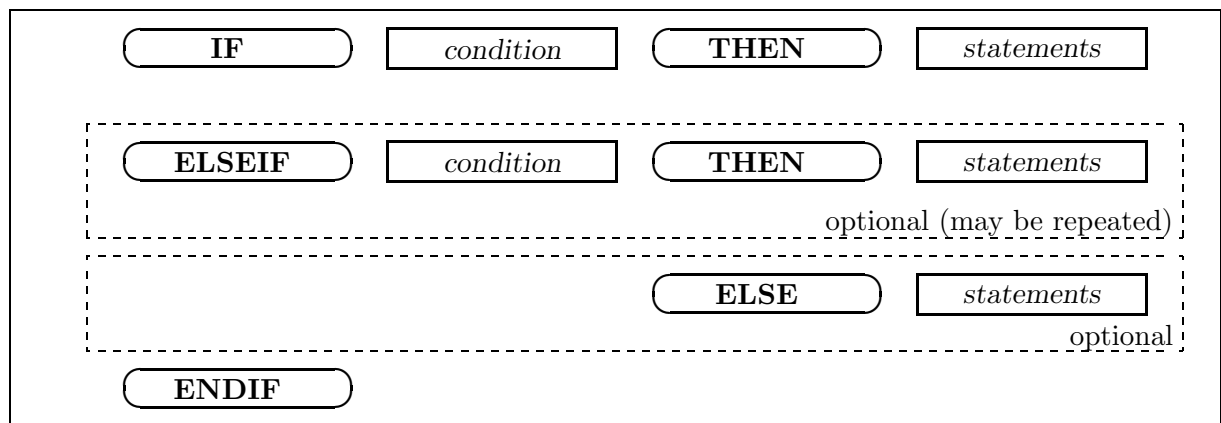 IF condition THEN statements
ELSEIF condition THEN statements
optional (may be repeated)
ELSE statements
optional
ENDIF